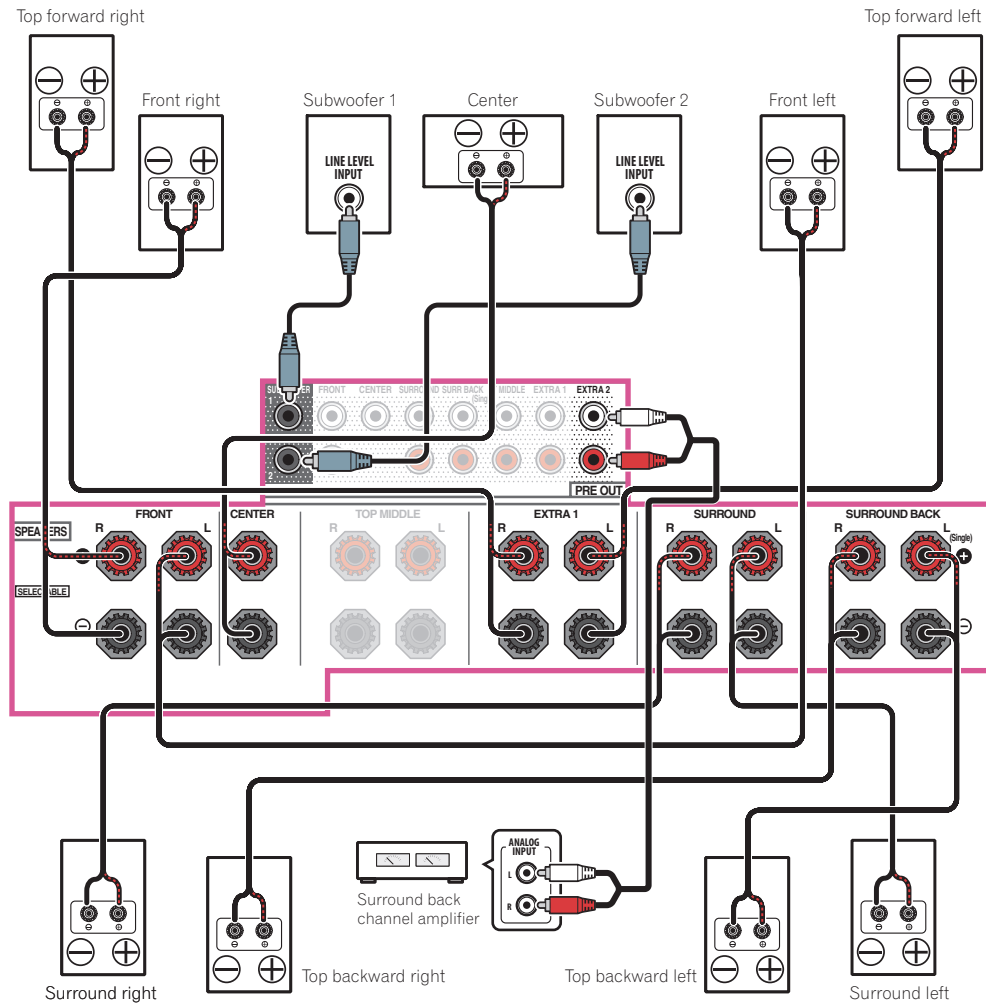 Top forward right
Top forward left
Front right
Subwoofer 1
Center
Subwoofer 2
Front left
⊖ ⊕
LINE LEVEL
INPUT
LINE LEVEL
INPUT
FRONT CENTER SURR BACK MIDDLE EXTRA 1 EXTRA 2
1
2
PRE OUT
SPEAKERS
FRONT
R L
CENTER
TOP MIDDLE
R L
EXTRA 1
R L
SURROUND
R L
SURROUND BACK
R L
(Single)
SELECTABLE
ANALOG
INPUT
L
R
Surround back
channel amplifier
Surround right
Top backward right
Top backward left
Surround left